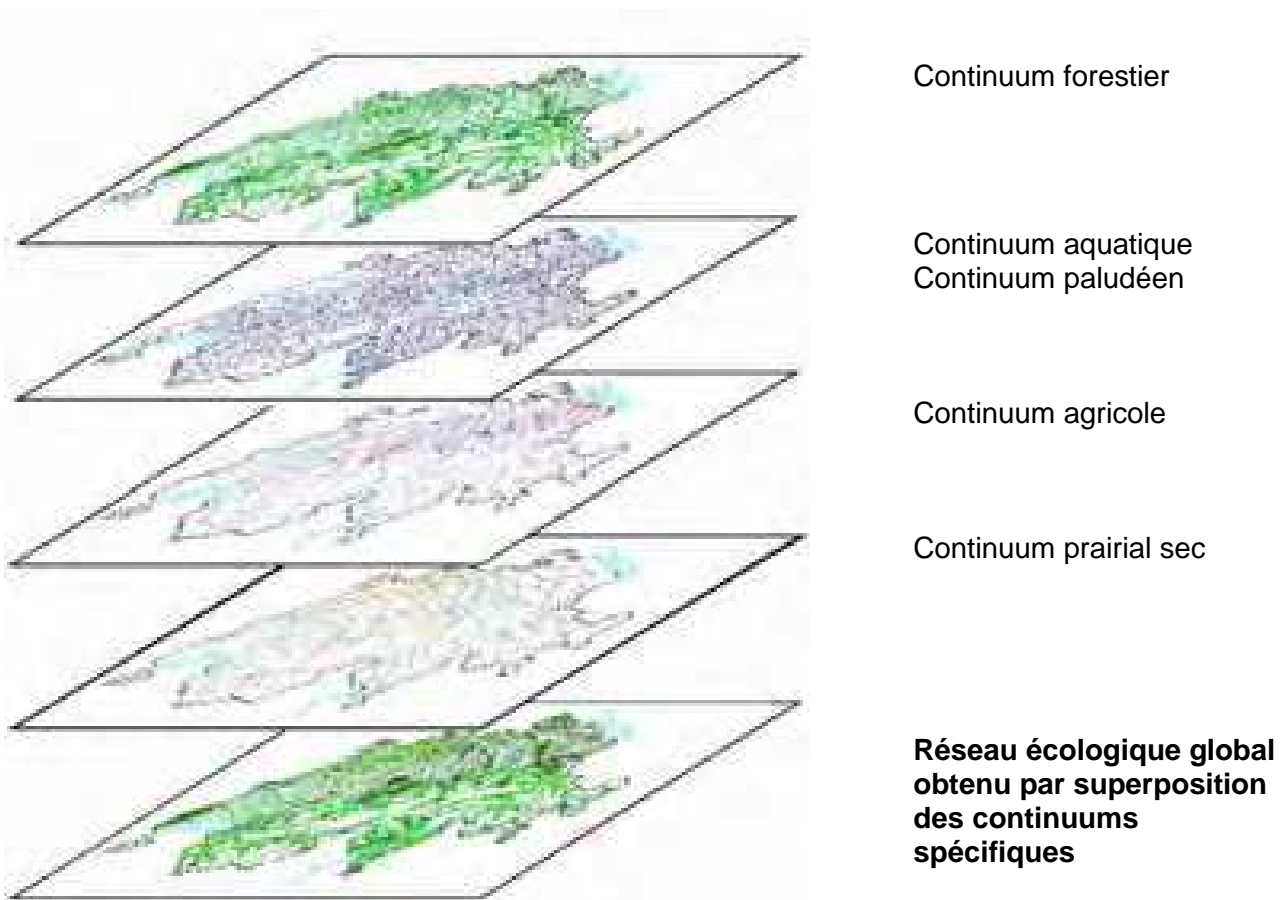 Continuum forestier
Continuum aquatique
Continuum paludéen
Continuum agricole
Continuum prairial sec
Réseau écologique global
obtenu par superposition
des continuums
spécifiques